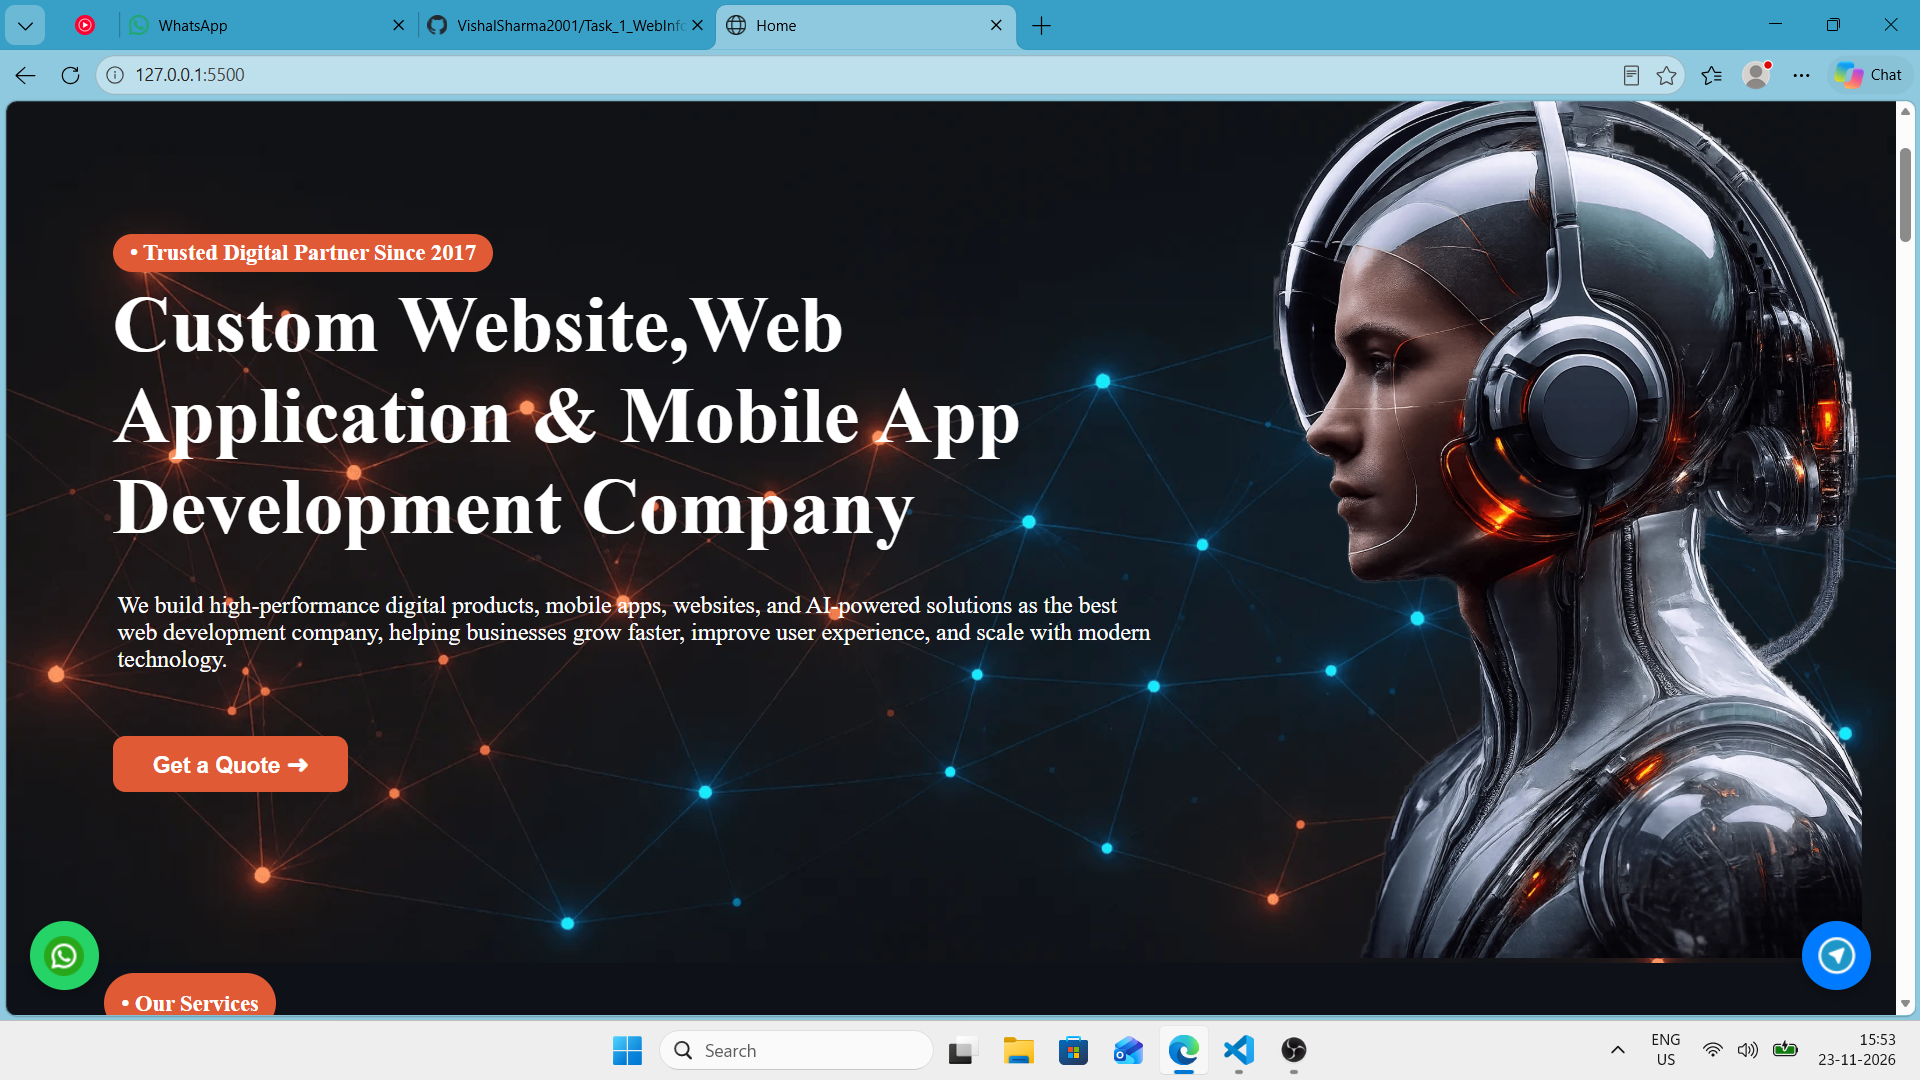 WhatsApp
VishalSharma2001/Task_1_WebInfo
Home
127.0.0.1:5500
Chat
• Trusted Digital Partner Since 2017
Custom Website,Web
Application & Mobile App
Development Company
We build high-performance digital products, mobile apps, websites, and AI-powered solutions as the best
web development company, helping businesses grow faster, improve user experience, and scale with modern
technology.
Get a Quote ➜
• Our Services
Search
ENG
US
15:53
23-11-2026